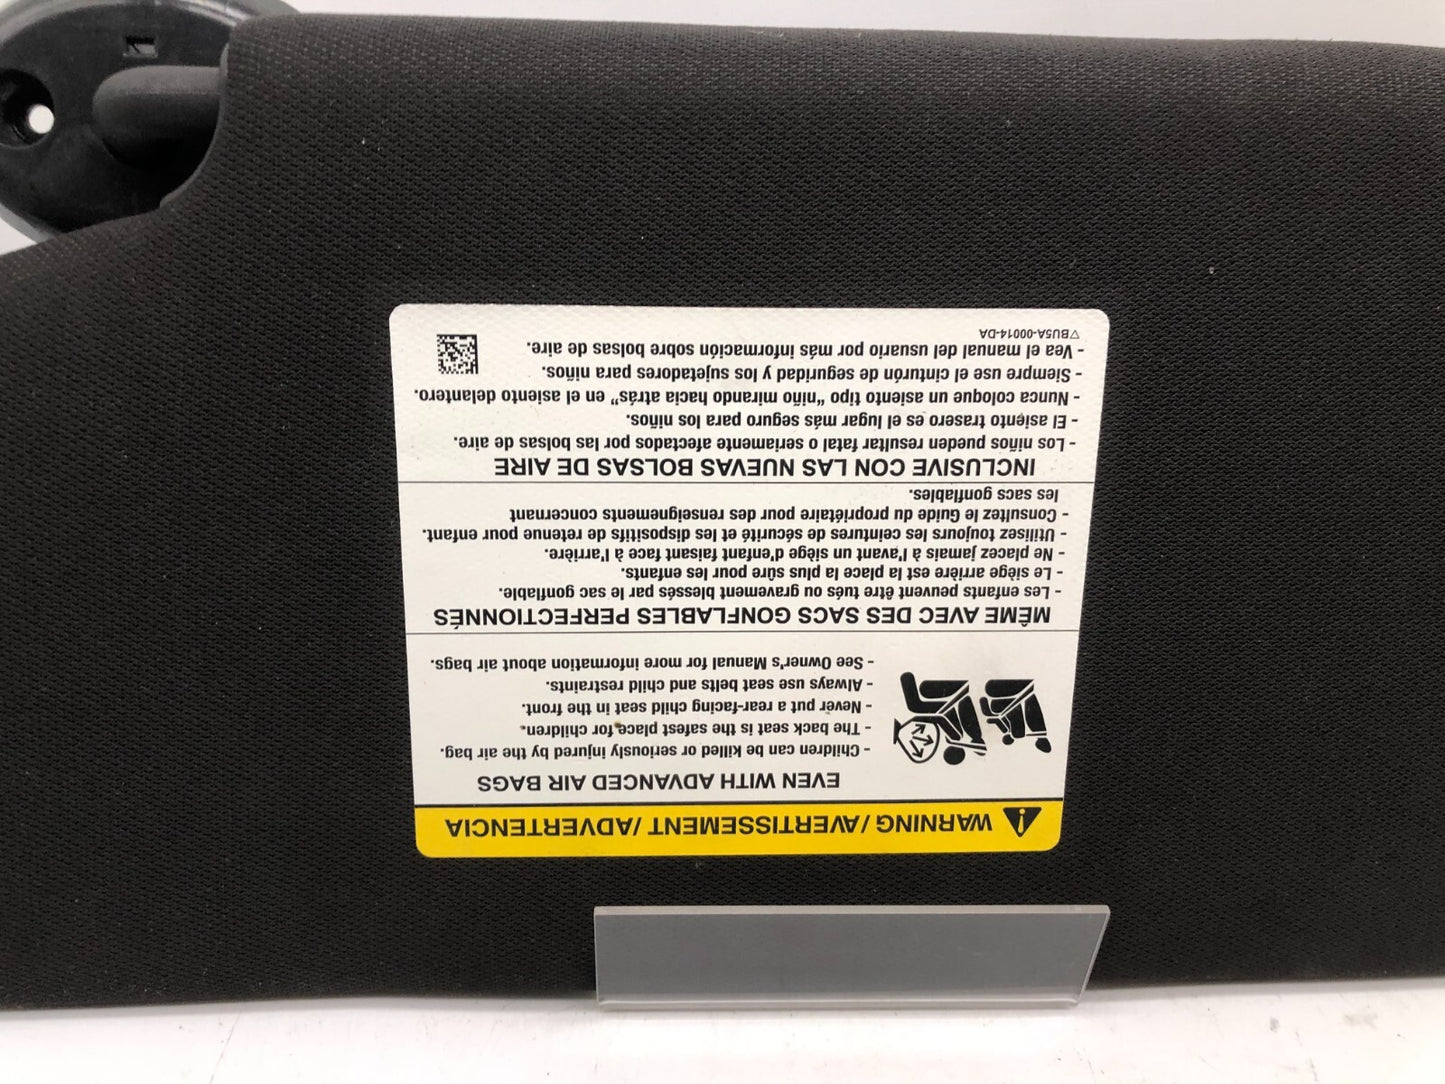 WARNING / AVERTISSEMENT / ADVERTENCIA
EVEN WITH ADVANCED AIR BAGS
- Children can be killed or seriously injured by the air bag.
- The back seat is the safest place for children.
- Never put a rear-facing child seat in the front.
- Always use seat belts and child restraints.
- See Owner's Manual for more information about air bags.
MÊME AVEC DES SACS GONFLABLES PERFECTIONNÉS
- Les enfants peuvent être tués ou gravement blessés par le sac gonflable.
- Le siège arrière est la place la plus sûre pour les enfants.
- Ne placez jamais à l'avant un siège d'enfant faisant face à l'arrière.
- Utilisez toujours les ceintures de sécurité et les dispositifs de retenue pour enfant.
- Consultez le Guide du propriétaire pour des renseignements concernant
les sacs gonflables.
INCLUSIVE CON LAS NUEVAS BOLSAS DE AIRE
- Los niños pueden resultar fatal o seriamente afectados por las bolsas de aire.
- El asiento trasero es el lugar más seguro para los niños.
- Nunca coloque un asiento tipo "niño mirando hacia atrás" en el asiento delantero.
- Siempre use el cinturón de seguridad y los sujetadores para niños.
- Vea el manual del usuario por más información sobre bolsas de aire.
▽BU5A-00014-DA